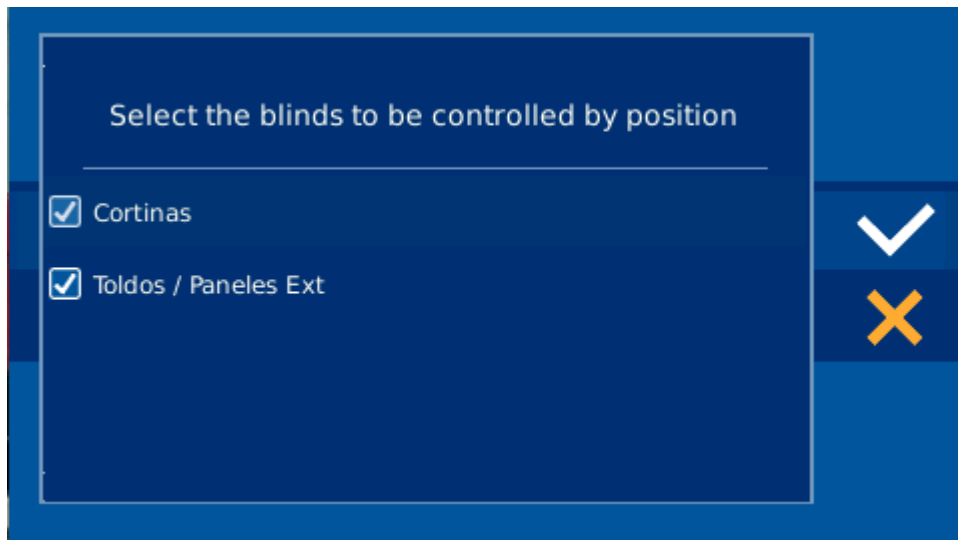 Select the blinds to be controlled by position
Cortinas
Toldos / Paneles Ext